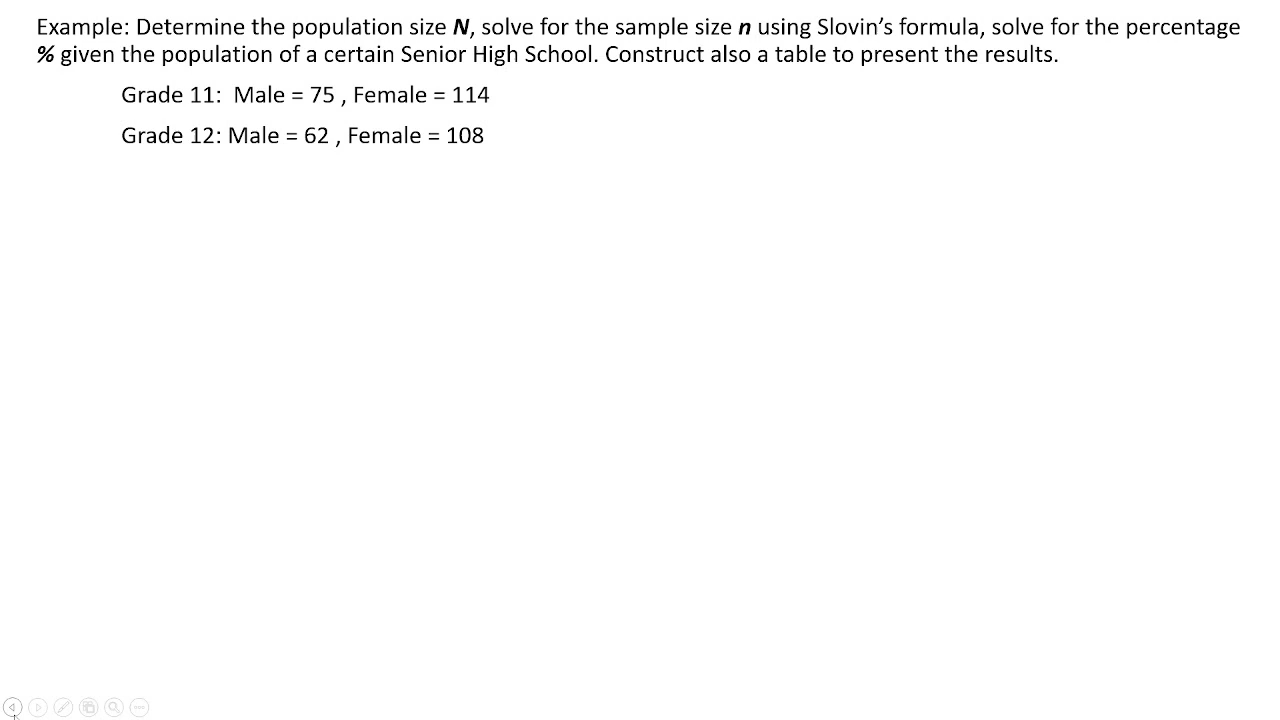 Example: Determine the population size N, solve for the sample size n using Slovin’s formula, solve for the percentage
% given the population of a certain Senior High School. Construct also a table to present the results.
Grade 11:  Male = 75 , Female = 114
Grade 12: Male = 62 , Female = 108